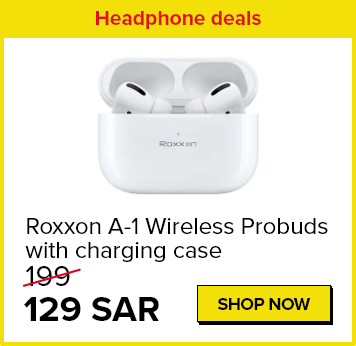 Headphone deals
Roxxon
Roxxon A-1 Wireless Probuds
with charging case
199
129 SAR
SHOP NOW